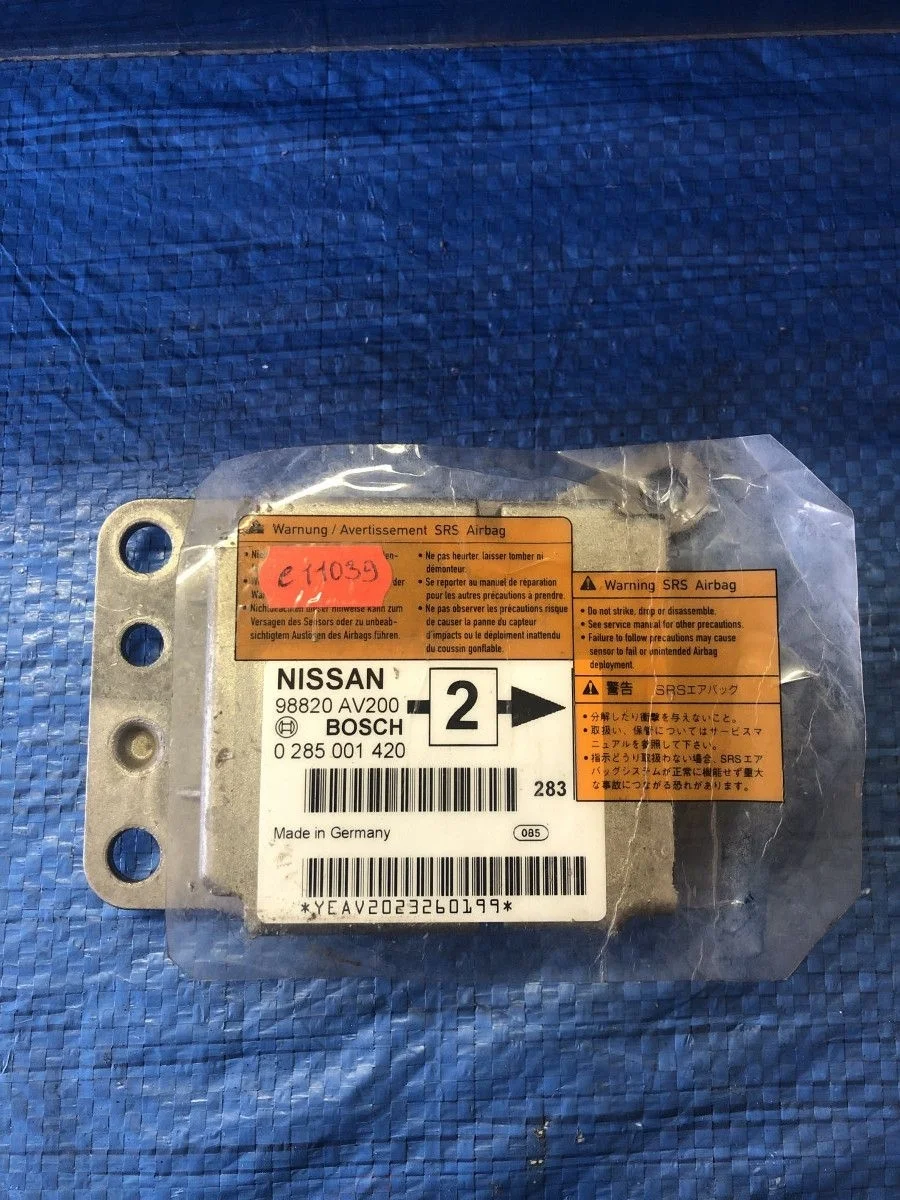 Warnung / Avertissement SRS Airbag
e 11039
Versagen des Sensors oder zu unbeab-
sichtigtem Auslösen des Airbags führen.
• Ne pas heurter, laisser tomber ni
démonteur.
• Se reporter au manuel de réparation
pour les autres précautions à prendre.
• Ne pas observer les précautions risque
de causer la panne du capteur
d'impacts ou le déploiment inattendu
du coussin gonflable.
Warning SRS Airbag
• Do not strike, drop or disassemble.
• See service manual for other precautions.
• Failure to follow precautions may cause
sensor to fail or unintended Airbag
deployment.
警告 SRSエアバック
・分解したり衝撃を与えないこと。
・取扱い、保管についてはサービスマ
ニュアルを参照して下さい。
・指示どうり取扱わない場合、SRSエア
バッグシステムが正常に機能せず重大
な事故につながる恐れがあります。
NISSAN
98820 AV200
BOSCH
0 285 001 420
2
283
Made in Germany
085
*YEAV2023260199*